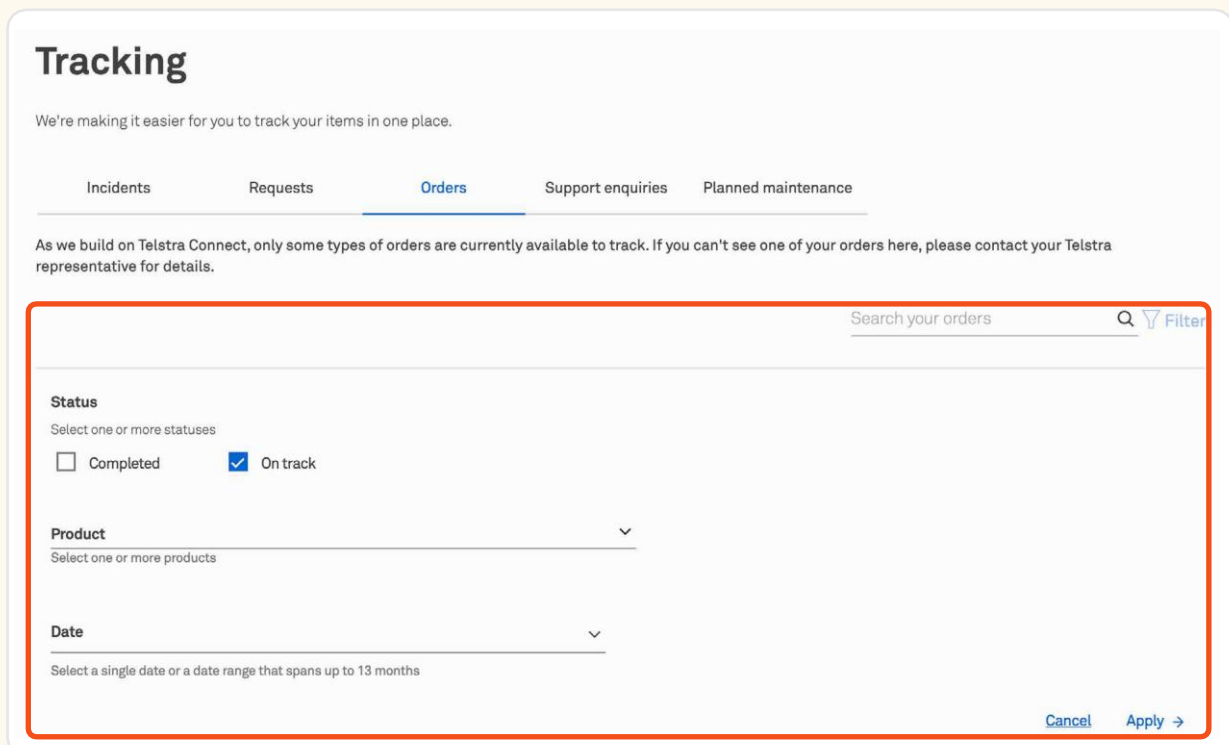 Tracking
We're making it easier for you to track your items in one place.
Incidents Requests Orders Support enquiries Planned maintenance
As we build on Telstra Connect, only some types of orders are currently available to track. If you can't see one of your orders here, please contact your Telstra
representative for details.
Search your orders Filter
Status
Select one or more statuses
Completed On track
Product
Select one or more products
Date
Select a single date or a date range that spans up to 13 months
Cancel Apply →